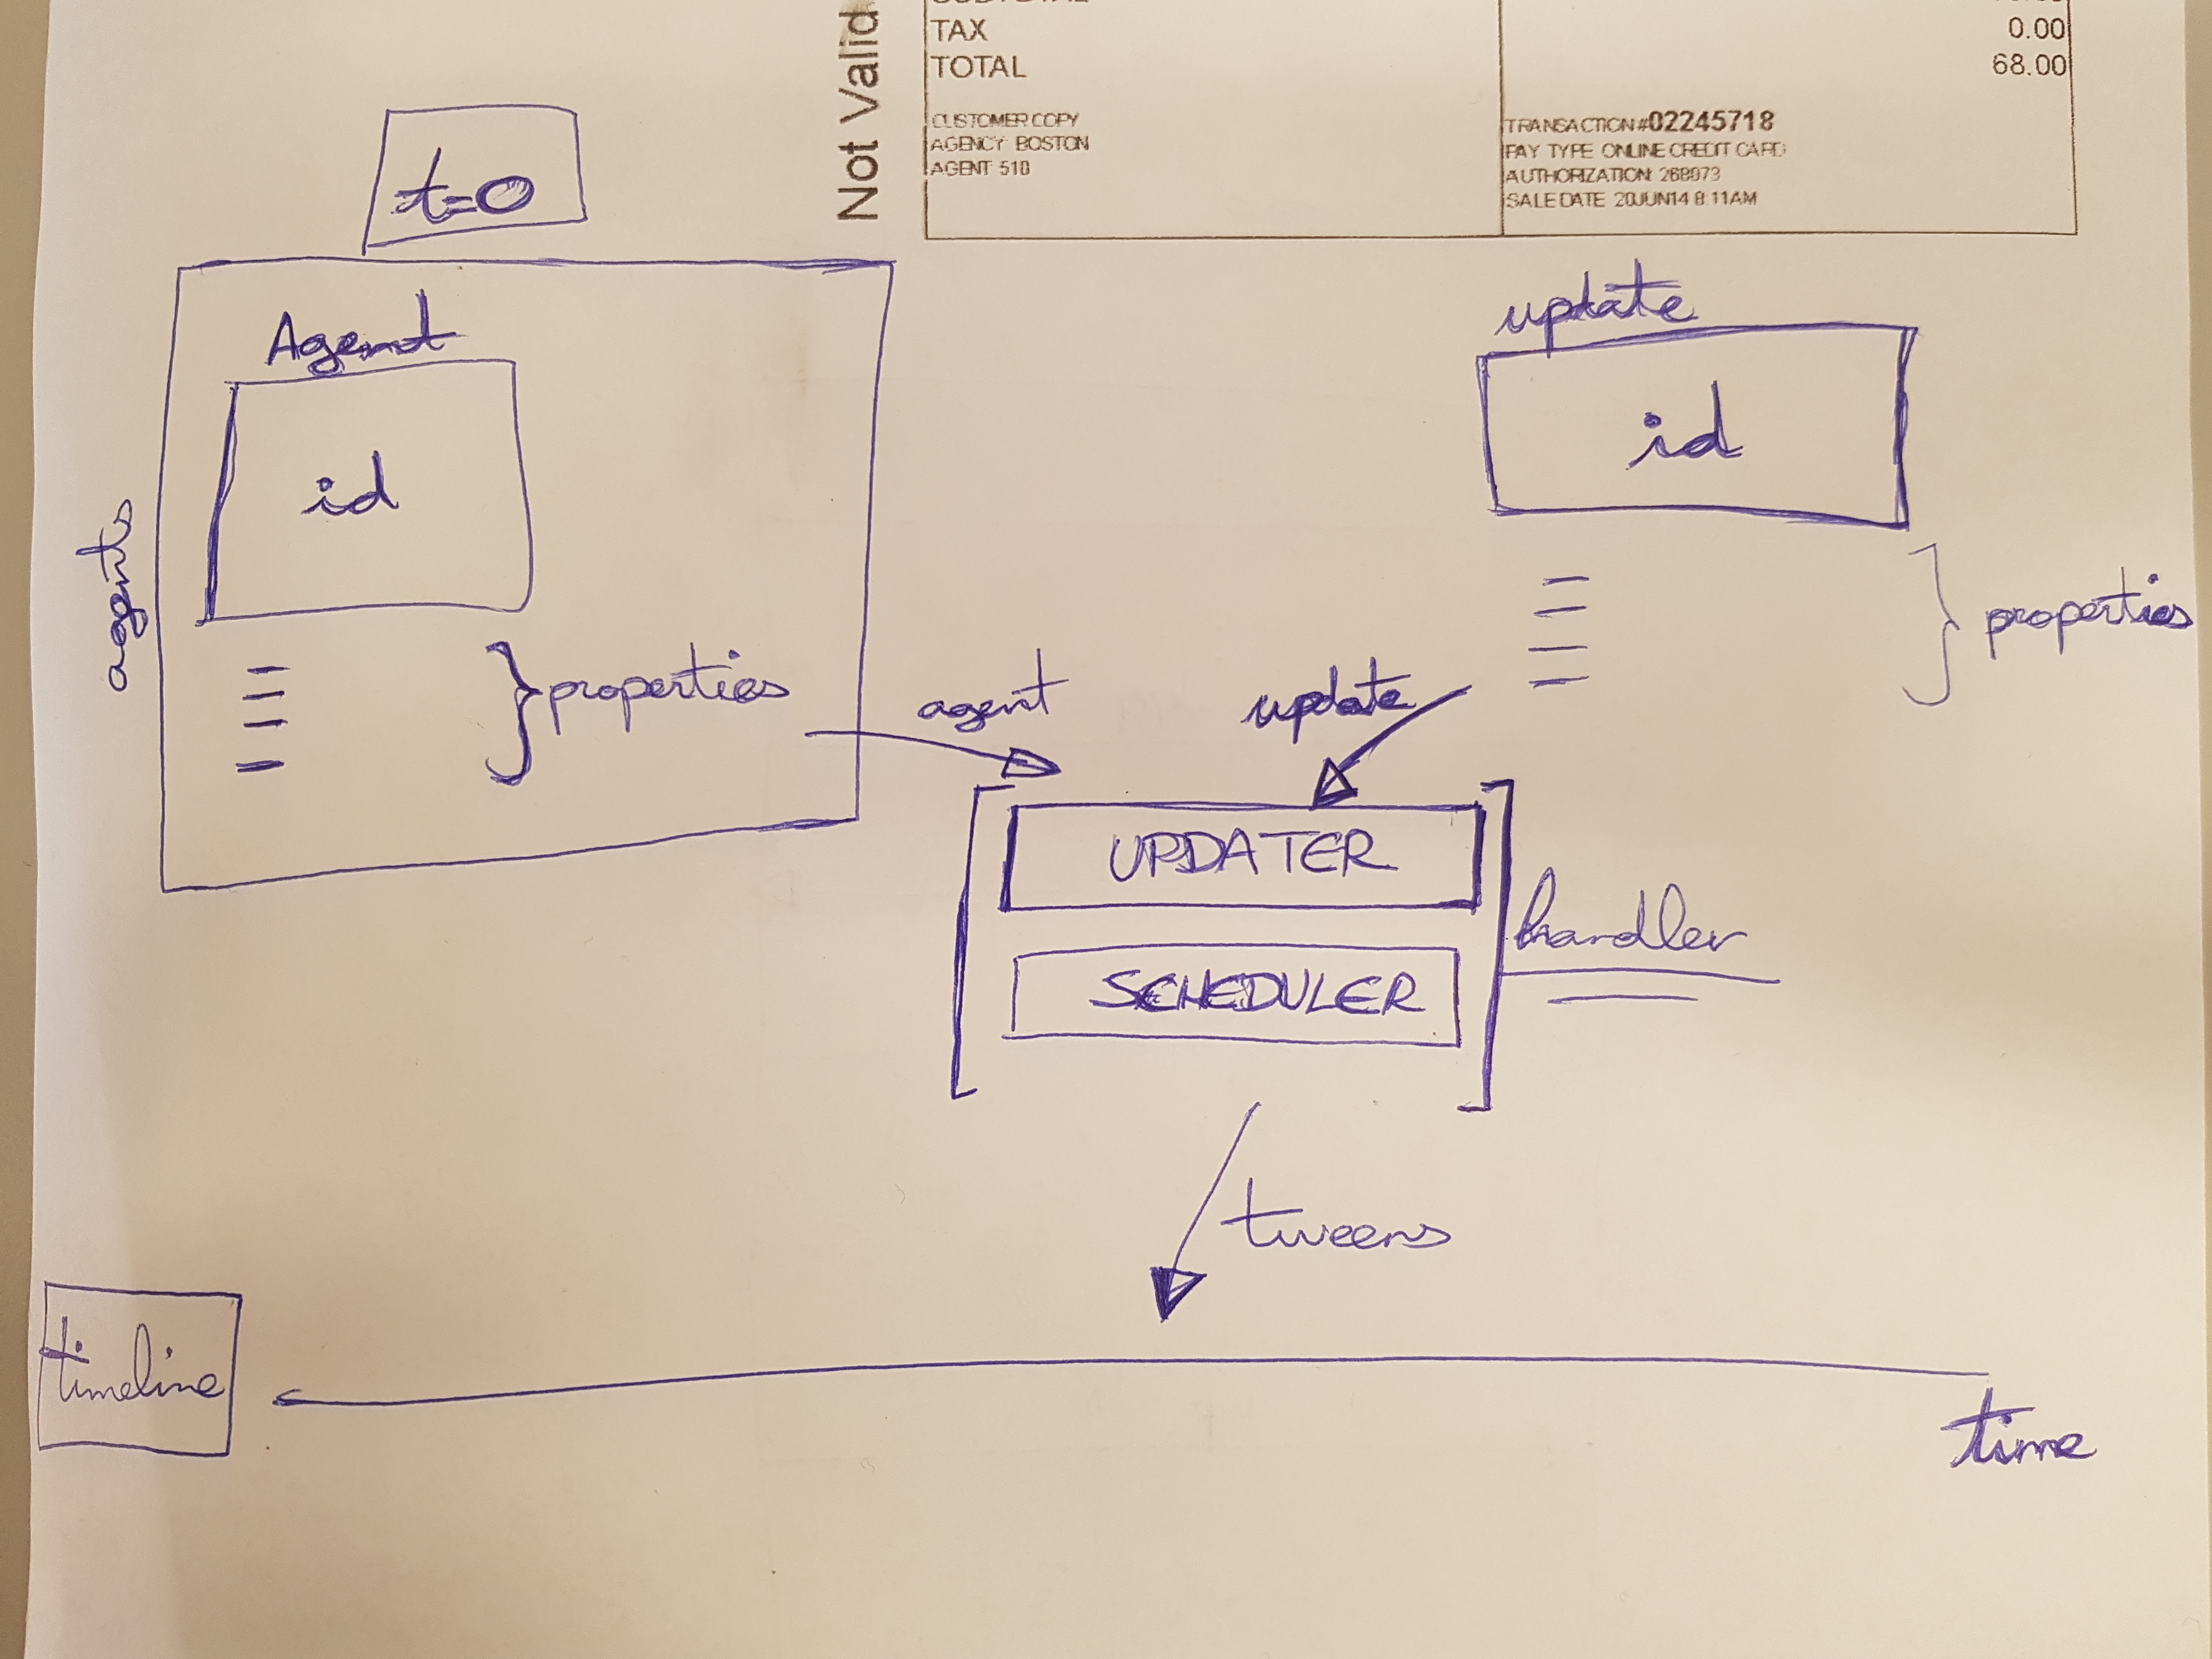 TAX 0.00
TOTAL 68.00
Not Valid
CUSTOMER COPY
AGENCY BOSTON
AGENT 510
TRANSACTION #02245718
PAY TYPE ONLINE CREDIT CARD
AUTHORIZATION 268973
SALE DATE 20JUN14 8:11AM
t=0
Agent
id
agents
properties
update
id
properties
agent
update
UPDATER
SCHEDULER
handler
tweens
timeline
time